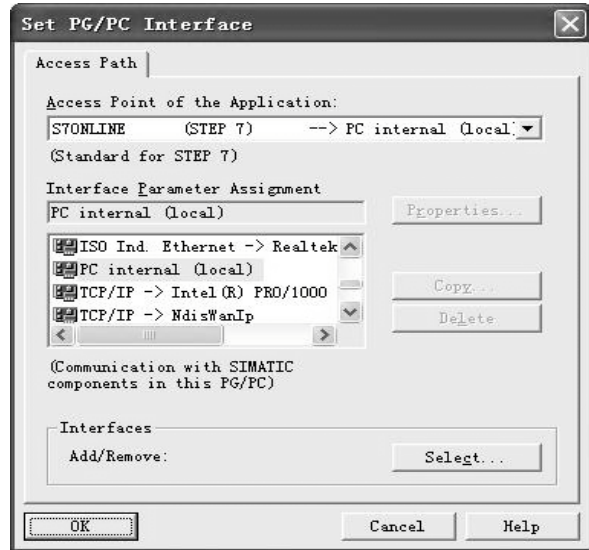 Set PG/PC Interface
Access Path
Access Point of the Application:
S7ONLINE (STEP 7) --> PC internal (local)
(Standard for STEP 7)
Interface Parameter Assignment
PC internal (local)
Properties...
ISO Ind. Ethernet -> Realtek
PC internal (local)
TCP/IP -> Intel(R) PRO/1000
TCP/IP -> NdisWanIp
Copy...
Delete
(Communication with SIMATIC
components in this PG/PC)
Interfaces
Add/Remove:
Select...
OK
Cancel
Help